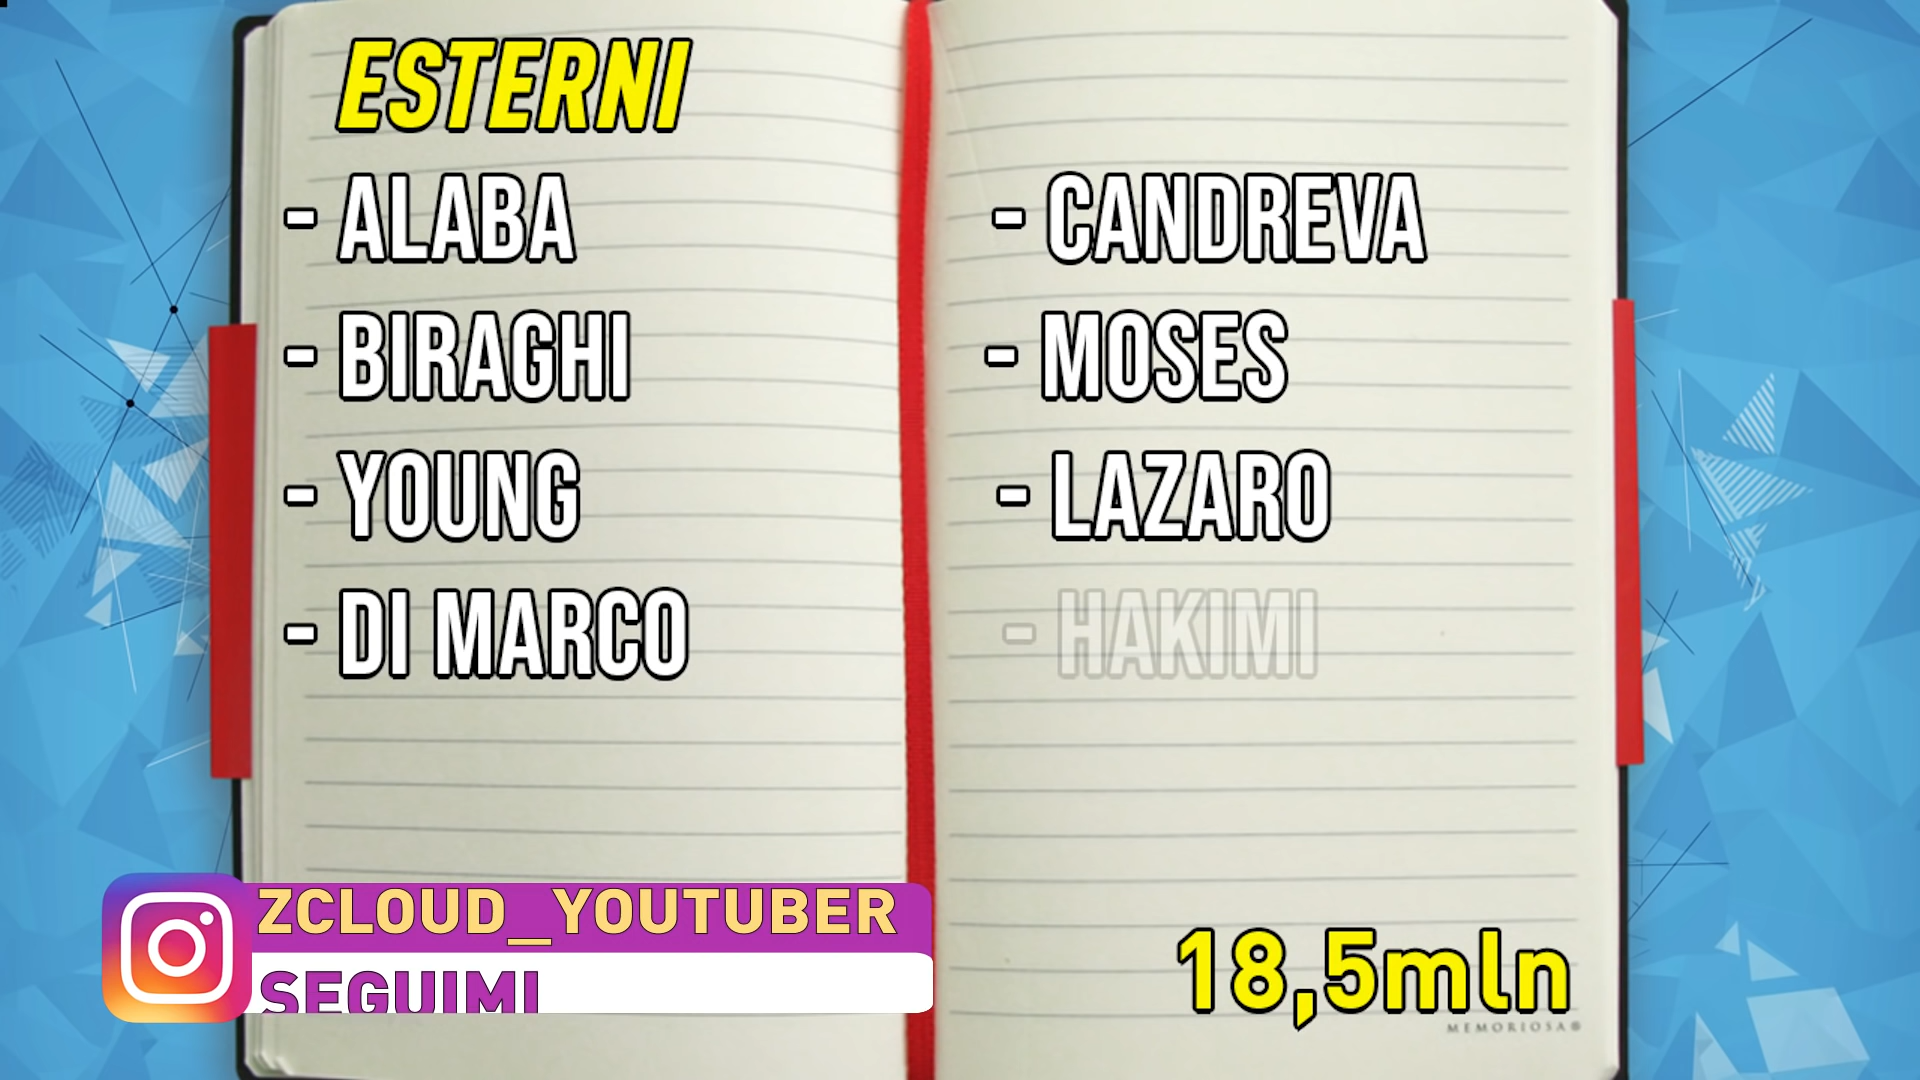 ESTERNI
- ALABA
- BIRAGHI
- YOUNG
- DI MARCO
- CANDREVA
- MOSES
- LAZARO
- HAKIMI
ZCLOUD_YOUTUBER
SEGUIMI
18,5mln
MEMORIOSA®